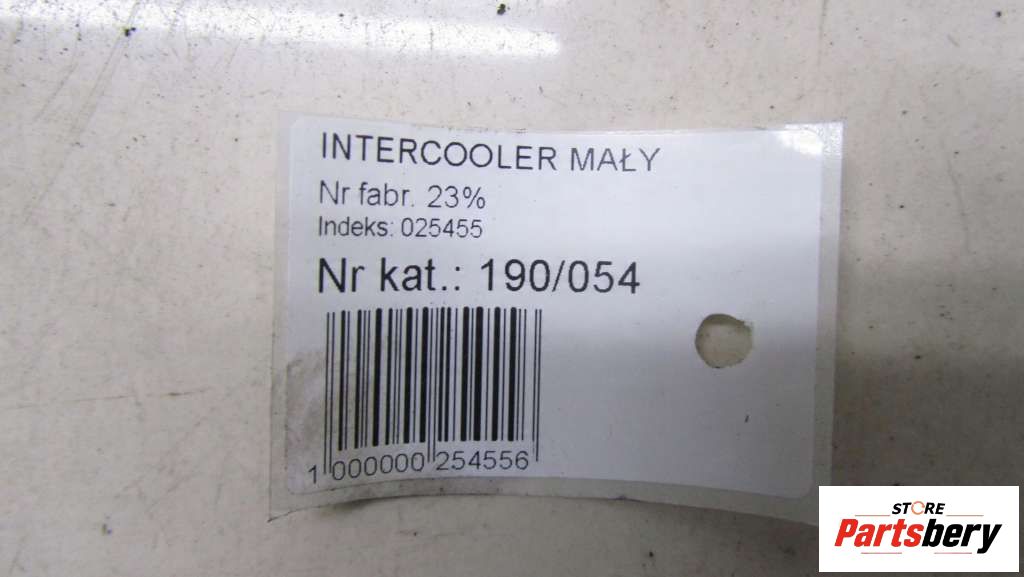 INTERCOOLER MAŁY
Nr fabr. 23%
Indeks: 025455
Nr kat.: 190/054
1 000000 254556
STORE
Partsbery